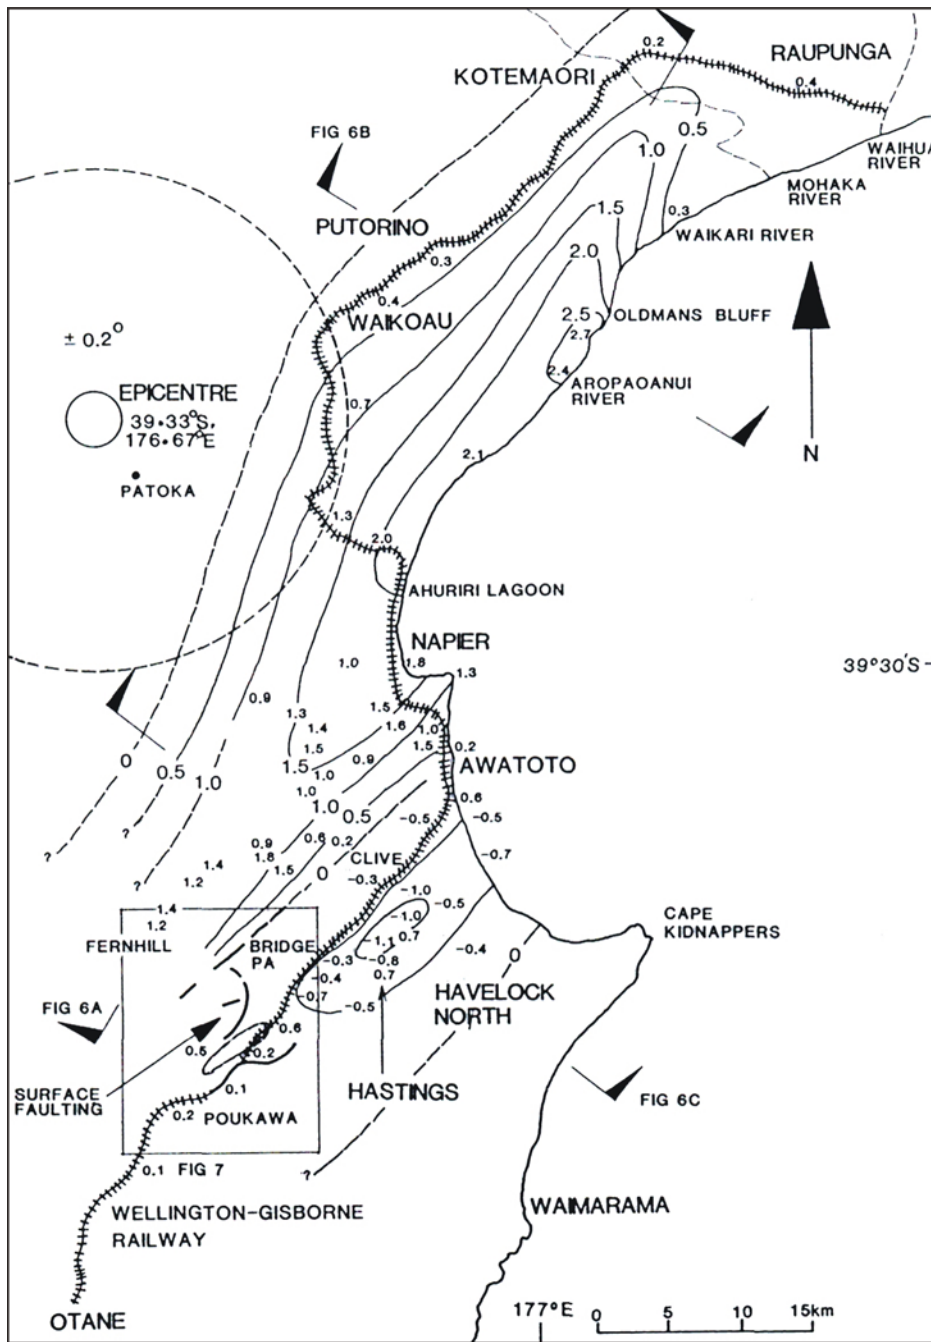 0.2
RAUPUNGA
KOTEMAORI
0.4
0.5
FIG 6B
1.0
WAIHUA
RIVER
MOHAKA
RIVER
PUTORINO
1.5
0.3
WAIKARI RIVER
0.3
2.0
0.4
WAIKOAU
2.5
OLDMANS BLUFF
2.7
± 0.2°
2.4
AROPAOANUI
RIVER
EPICENTRE
39·33°S,
176·67°E
0.7
N
2.1
PATOKA
1.3
2.0
AHURIRI LAGOON
NAPIER
1.0
1.8
1.3
39°30'S
0.9
1.3
1.5
1.4
1.6
1.0
0
0.5
1.0
1.5
1.5
1.0
0.9
1.5
0.2
AWATOTO
1.0
1.0
0.5
0.6
-0.5
-0.5
?
?
0.9
0.6
0.2
1.4
1.8
1.5
0
CLIVE
-0.7
?
1.2
-0.3
-1.0
-0.5
1.4
1.2
-1.0
CAPE
KIDNAPPERS
FERNHILL
BRIDGE
PA
-1.1
0.7
-0.4
0
-0.3
-0.8
-0.4
0.7
-0.7
-0.5
HAVELOCK
NORTH
FIG 6A
0.6
0.5
0.2
HASTINGS
SURFACE
FAULTING
0.1
FIG 6C
0.2
POUKAWA
0.1
FIG 7
?
WELLINGTON-GISBORNE
RAILWAY
WAIMARAMA
OTANE
177°E
0
5
10
15km